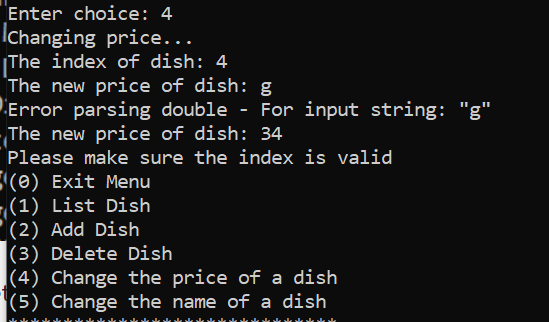 Enter choice: 4
Changing price...
The index of dish: 4
The new price of dish: g
Error parsing double - For input string: "g"
The new price of dish: 34
Please make sure the index is valid
(0) Exit Menu
(1) List Dish
(2) Add Dish
(3) Delete Dish
(4) Change the price of a dish
(5) Change the name of a dish